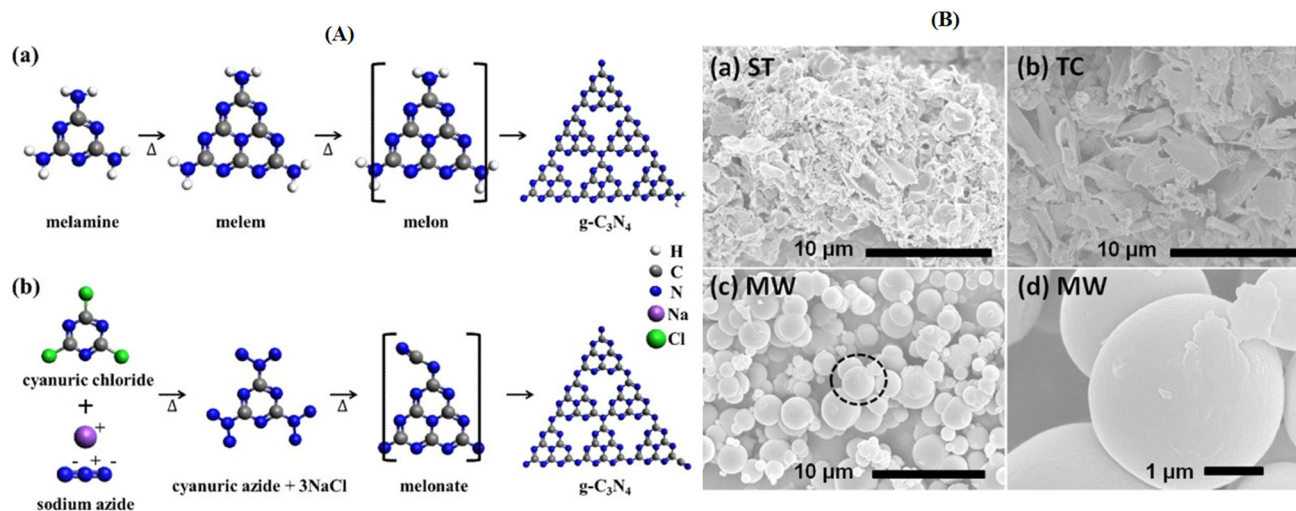 (A)
(a)
Δ
Δ
melamine
melem
melon
g-C₃N₄
H
C
N
Na
Cl
(b)
cyanuric chloride
+
+
- + -
sodium azide
Δ
Δ
cyanuric azide + 3NaCl
melonate
g-C₃N₄
(B)
(a) ST
10 μm
(b) TC
10 μm
(c) MW
10 μm
(d) MW
1 μm